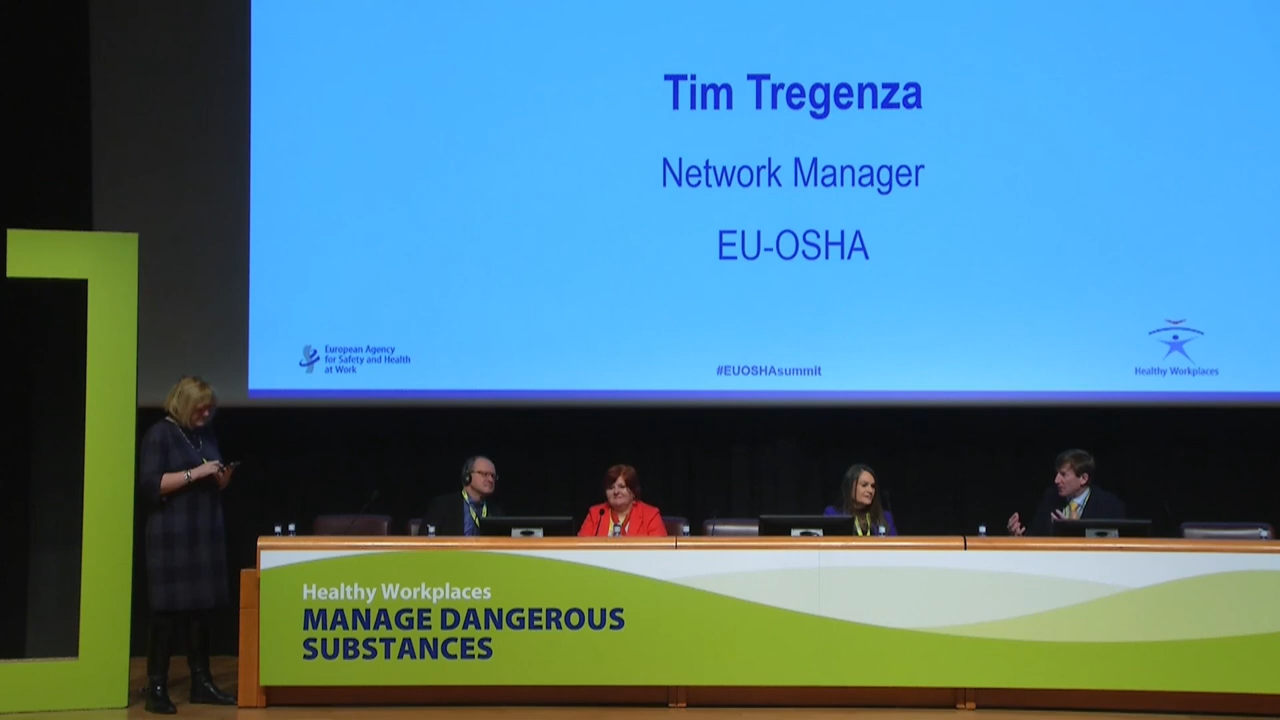 Tim Tregenza
Network Manager
EU-OSHA
European Agency
for Safety and Health
at Work
#EUOSHAsummit
Healthy Workplaces
Healthy Workplaces
MANAGE DANGEROUS
SUBSTANCES